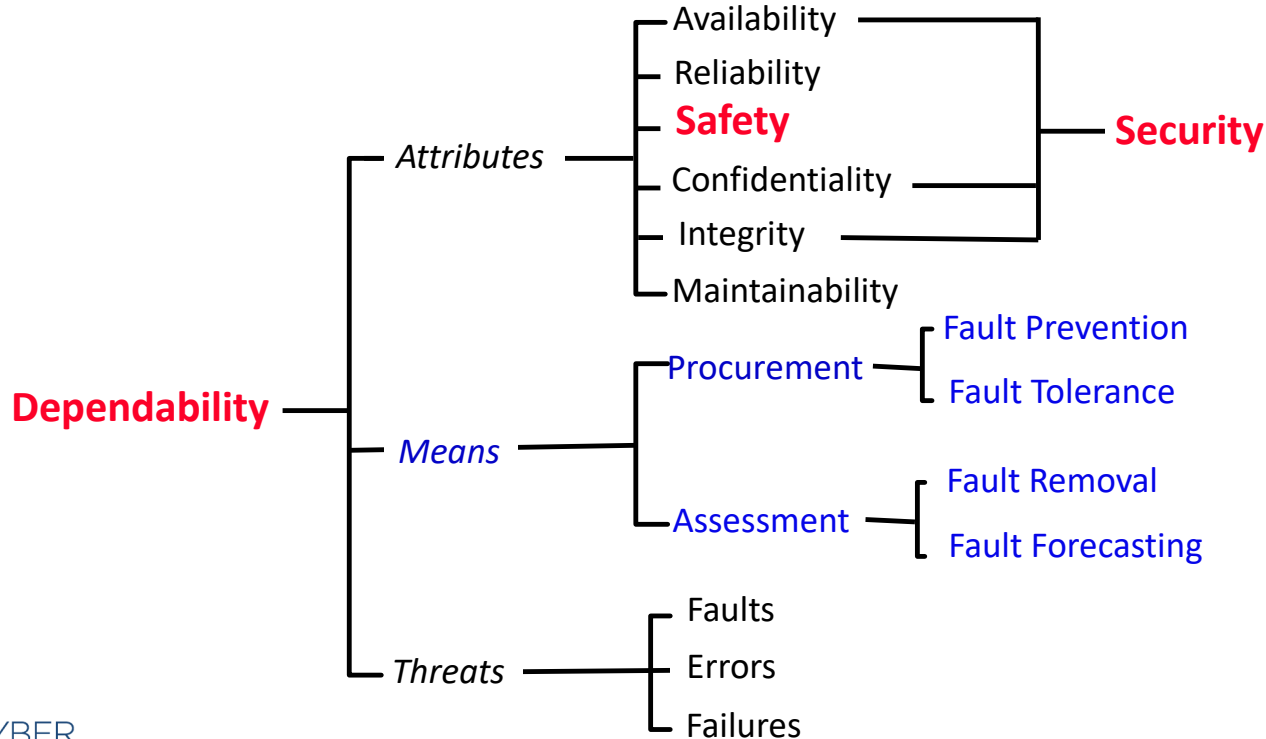 Availability
Reliability
Safety
Security
Attributes
Confidentiality
Integrity
Maintainability
Fault Prevention
Procurement
Fault Tolerance
Dependability
Means
Fault Removal
Assessment
Fault Forecasting
Faults
Threats
Errors
Failures